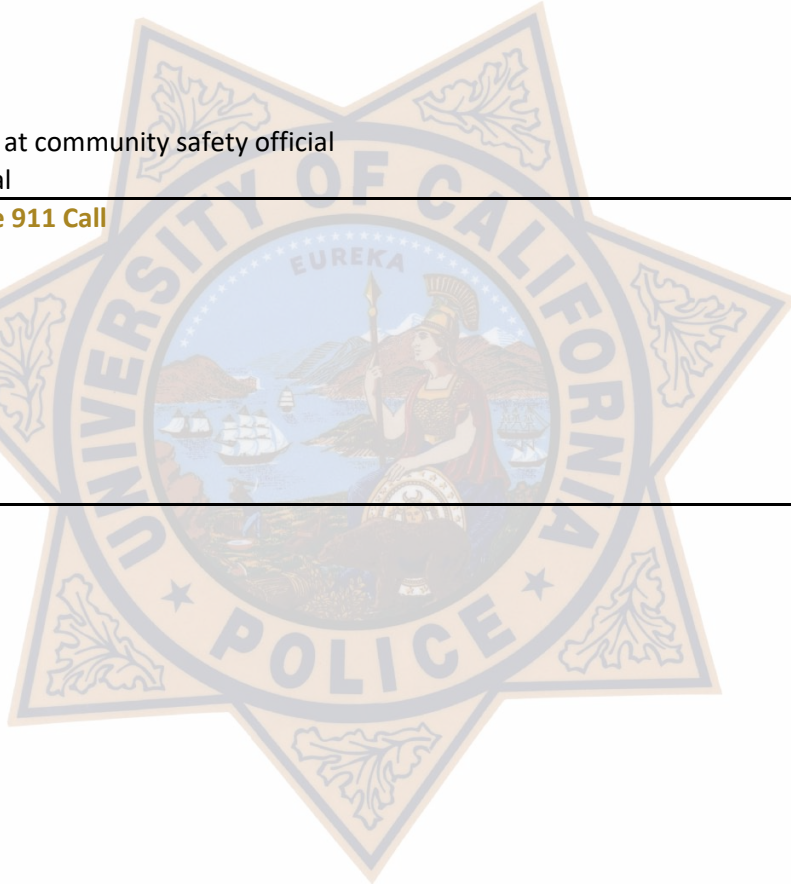 at community safety official
al
e 911 Call
UNIVERSITY OF CALIFORNIA
EUREKA
POLICE